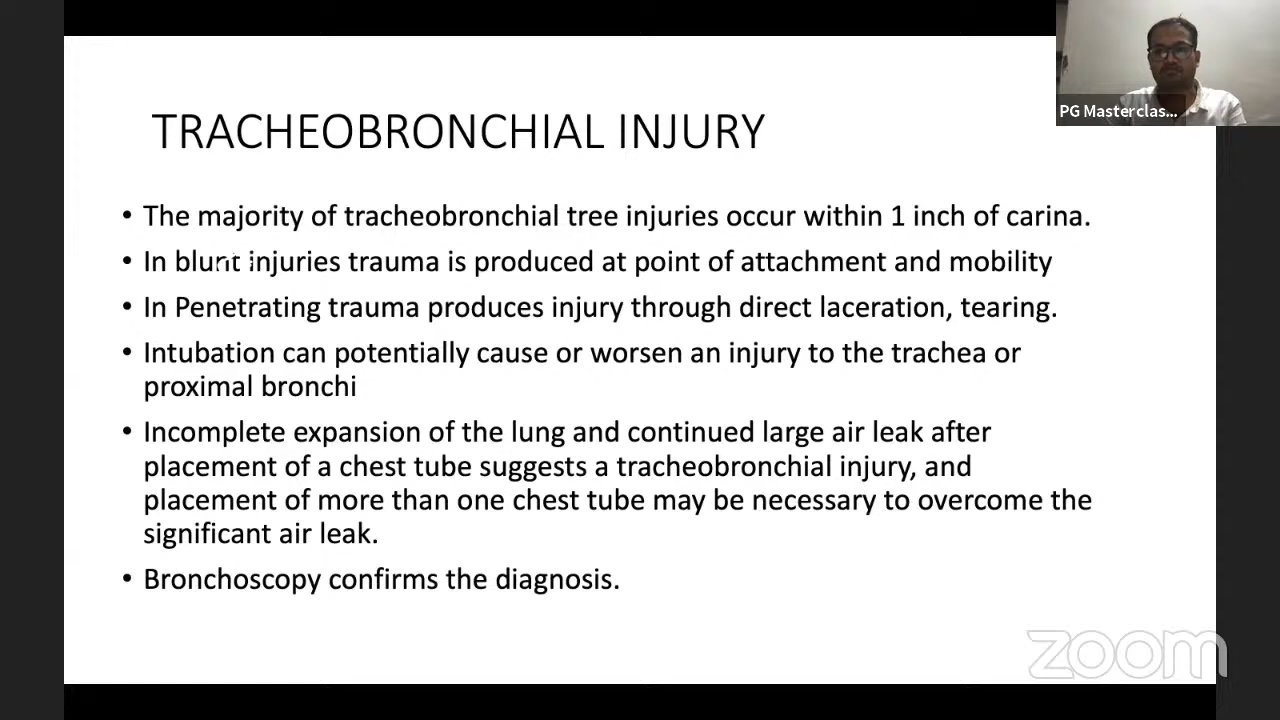 PG Masterclas...
TRACHEOBRONCHIAL INJURY
• The majority of tracheobronchial tree injuries occur within 1 inch of carina.
• In blunt injuries trauma is produced at point of attachment and mobility
• In Penetrating trauma produces injury through direct laceration, tearing.
• Intubation can potentially cause or worsen an injury to the trachea or
proximal bronchi
• Incomplete expansion of the lung and continued large air leak after
placement of a chest tube suggests a tracheobronchial injury, and
placement of more than one chest tube may be necessary to overcome the
significant air leak.
• Bronchoscopy confirms the diagnosis.
zoom